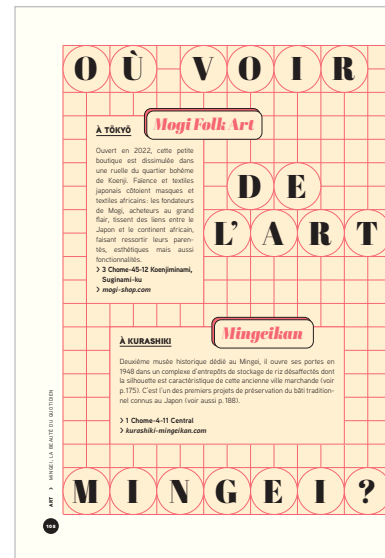 OÙ VOIR
DE
L'ART
MINGEI?
À TŌKYŌ
Mogi Folk Art
Ouvert en 2022, cette petite
boutique est dissimulée dans
une ruelle du quartier bohème
de Koenji. Faïence et textiles
japonais côtoient masques et
textiles africains : les fondateurs
de Mogi, acheteurs au grand
flair, tissent des liens entre le
Japon et le continent africain,
faisant ressortir leurs paren-
tés, esthétiques mais aussi
fonctionnalités.
> 3 Chome-45-12 Koenjiminami,
Suginami-ku
> mogi-shop.com
À KURASHIKI
Mingeikan
Deuxième musée historique dédié au Mingei, il ouvre ses portes en
1948 dans un complexe d'entrepôts de stockage de riz désaffectés dont
la silhouette est caractéristique de cette ancienne ville marchande (voir
p.175). C'est l'un des premiers projets de préservation du bâti tradition-
nel connus au Japon (voir aussi p.188).
> 1 Chome-4-11 Central
> kurashiki-mingeikan.com
ART > MINGEI, LA BEAUTÉ DU QUOTIDIEN
168